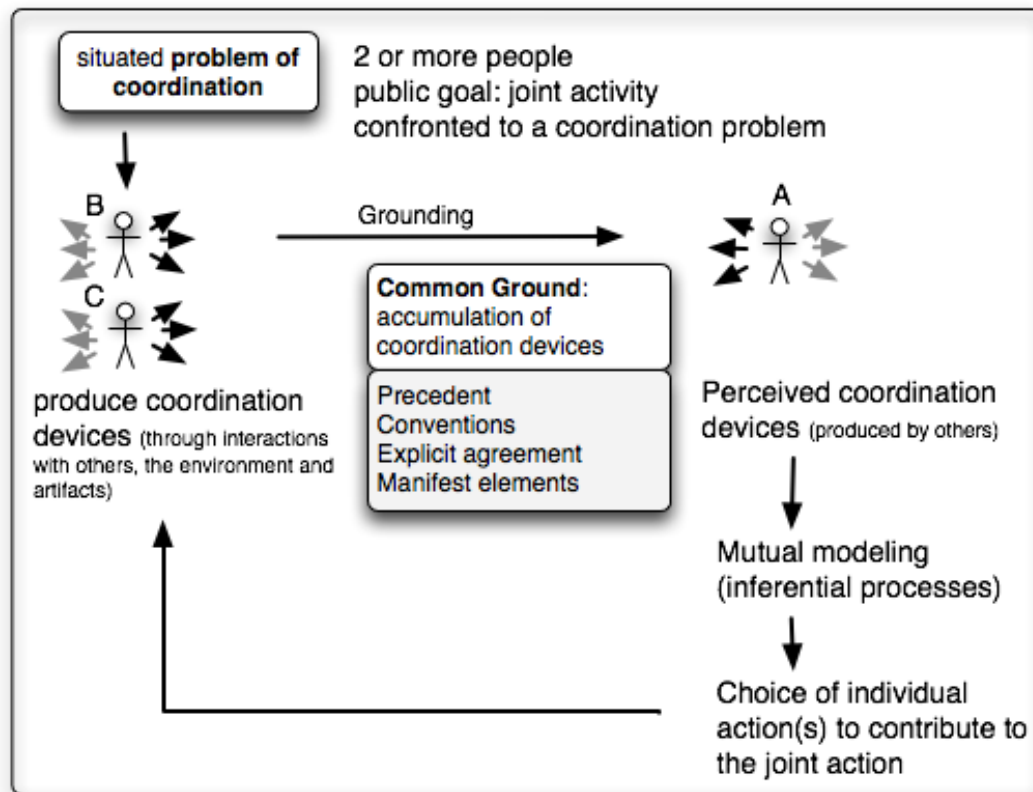 situated problem of
coordination
2 or more people
public goal: joint activity
confronted to a coordination problem
B
Grounding
A
C
Common Ground:
accumulation of
coordination devices
Precedent
Conventions
Explicit agreement
Manifest elements
produce coordination
devices (through interactions
with others, the environment and
artifacts)
Perceived coordination
devices (produced by others)
Mutual modeling
(inferential processes)
Choice of individual
action(s) to contribute to
the joint action